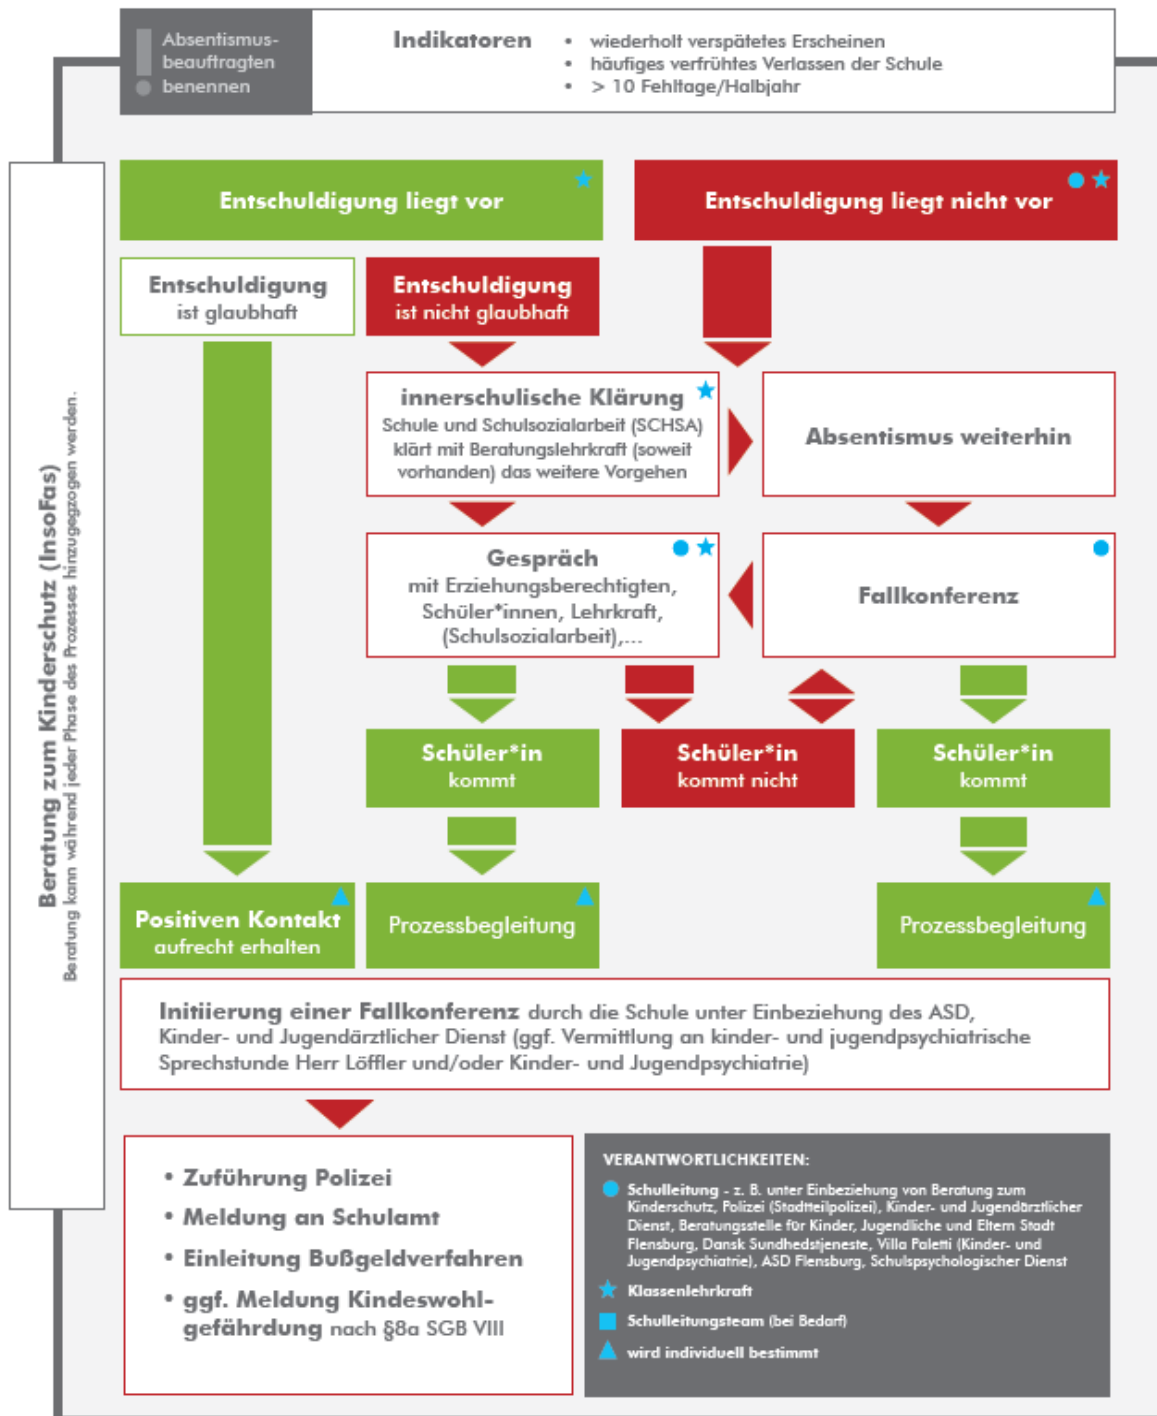 Absentismus-
beauftragten
benennen
Indikatoren
• wiederholt verspätetes Erscheinen
• häufiges verfrühtes Verlassen der Schule
• > 10 Fehltage/Halbjahr
Beratung zum Kinderschutz (InsoFas)
Beratung kann während jeder Phase des Prozesses hinzugegzogen werden.
Entschuldigung liegt vor
Entschuldigung liegt nicht vor
Entschuldigung
ist glaubhaft
Entschuldigung
ist nicht glaubhaft
innerschulische Klärung
Schule und Schulsozialarbeit (SCHSA)
klärt mit Beratungslehrkraft (soweit
vorhanden) das weitere Vorgehen
Absentismus weiterhin
Gespräch
mit Erziehungsberechtigten,
Schüler*innen, Lehrkraft,
(Schulsozialarbeit),...
Fallkonferenz
Schüler*in
kommt
Schüler*in
kommt nicht
Schüler*in
kommt
Positiven Kontakt
aufrecht erhalten
Prozessbegleitung
Prozessbegleitung
Initiierung einer Fallkonferenz durch die Schule unter Einbeziehung des ASD,
Kinder- und Jugendärztlicher Dienst (ggf. Vermittlung an kinder- und jugendpsychiatrische
Sprechstunde Herr Löffler und/oder Kinder- und Jugendpsychiatrie)
• Zuführung Polizei
• Meldung an Schulamt
• Einleitung Bußgeldverfahren
• ggf. Meldung Kindeswohl-
gefährdung nach §8a SGB VIII
VERANTWORTLICHKEITEN:
Schulleitung - z. B. unter Einbeziehung von Beratung zum
Kinderschutz, Polizei (Stadtteilpolizei), Kinder- und Jugendärztlicher
Dienst, Beratungsstelle für Kinder, Jugendliche und Eltern Stadt
Flensburg, Dansk Sundhedstjeneste, Villa Paletti (Kinder- und
Jugendpsychiatrie), ASD Flensburg, Schulspsychologischer Dienst
Klassenlehrkraft
Schulleitungsteam (bei Bedarf)
wird individuell bestimmt